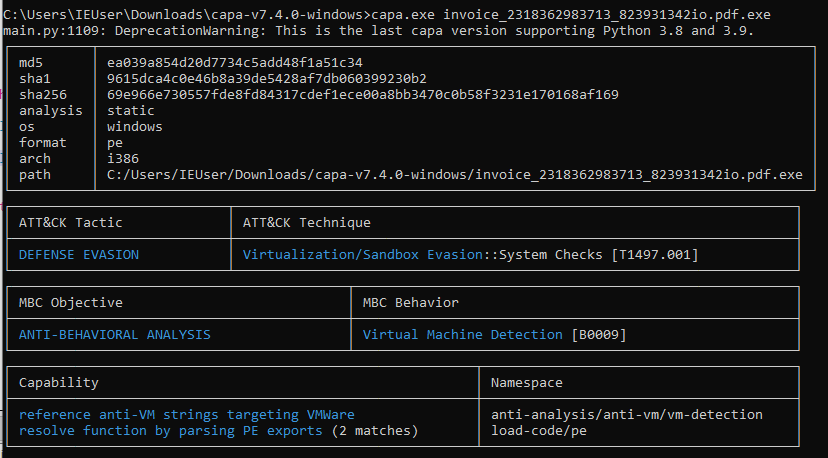 C:\Users\IEUser\Downloads\capa-v7.4.0-windows>capa.exe invoice_2318362983713_823931342io.pdf.exe
main.py:1109: DeprecationWarning: This is the last capa version supporting Python 3.8 and 3.9.
md5 ea039a854d20d7734c5add48f1a51c34
sha1 9615dca4c0e46b8a39de5428af7db060399230b2
sha256 69e966e730557fde8fd84317cdef1ece00a8bb3470c0b58f3231e170168af169
analysis static
os windows
format pe
arch i386
path C:/Users/IEUser/Downloads/capa-v7.4.0-windows/invoice_2318362983713_823931342io.pdf.exe
ATT&CK Tactic ATT&CK Technique
DEFENSE EVASION Virtualization/Sandbox Evasion::System Checks [T1497.001]
MBC Objective MBC Behavior
ANTI-BEHAVIORAL ANALYSIS Virtual Machine Detection [B0009]
Capability Namespace
reference anti-VM strings targeting VMWare anti-analysis/anti-vm/vm-detection
resolve function by parsing PE exports (2 matches) load-code/pe